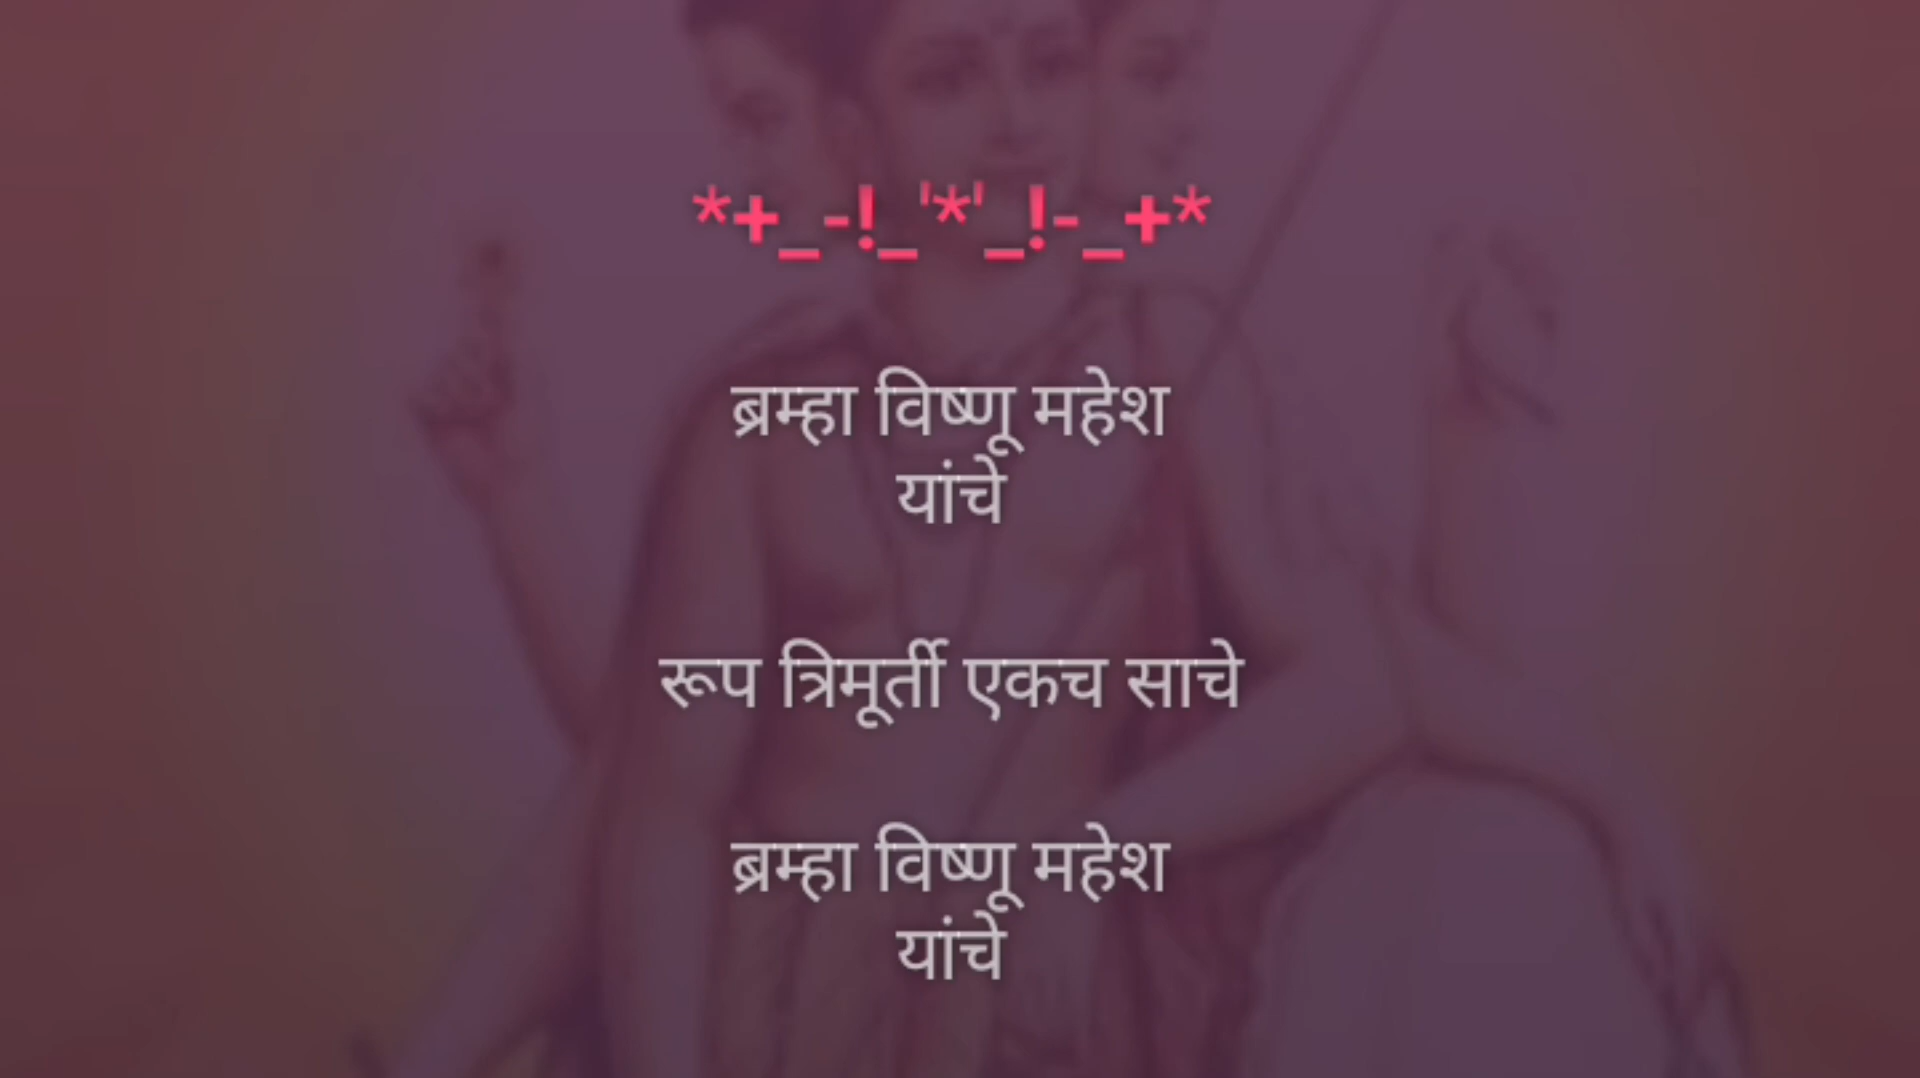 *+_-!_'*'_!-_+*
ब्रम्हा विष्णू महेश
यांचे
रूप त्रिमूर्ती एकच साचे
ब्रम्हा विष्णू महेश
यांचे